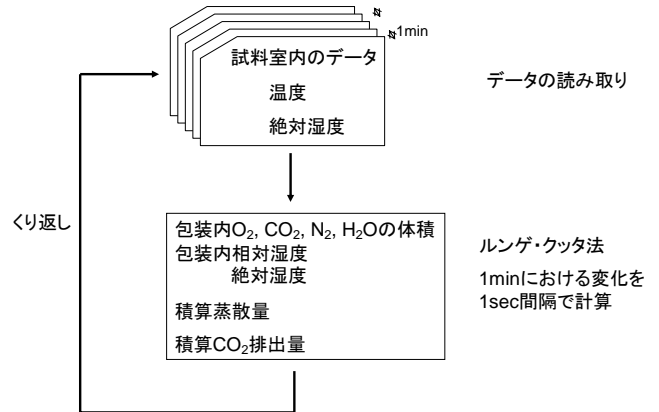 1min
試料室内のデータ
温度
絶対湿度
データの読み取り
くり返し
包装内O₂, CO₂, N₂, H₂Oの体積
包装内相対湿度
絶対湿度
積算蒸散量
積算CO₂排出量
ルンゲ・クッタ法
1minにおける変化を
1sec間隔で計算